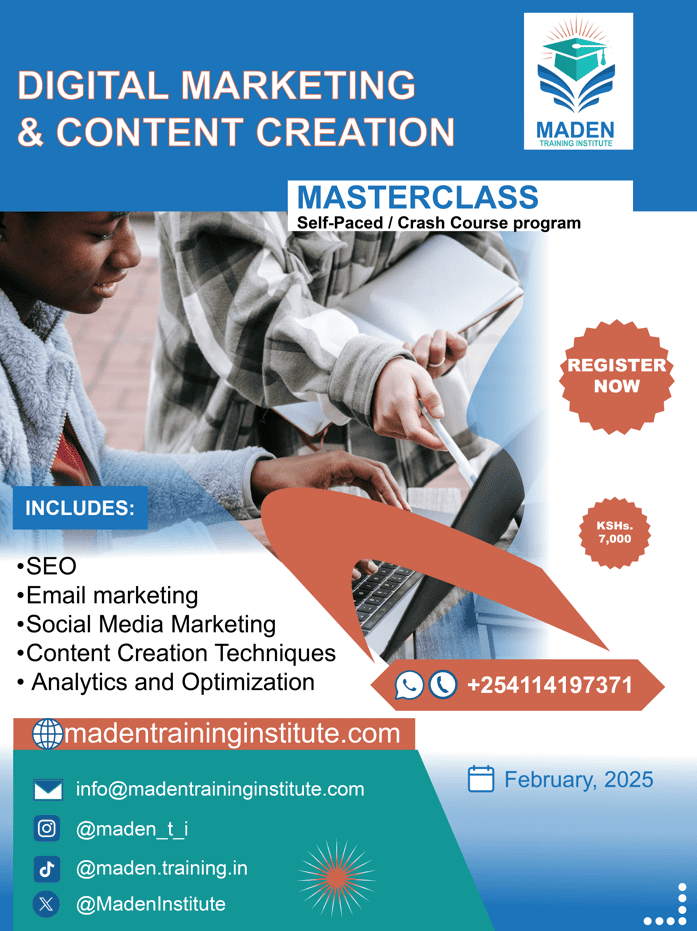 DIGITAL MARKETING
& CONTENT CREATION
MADEN
TRAINING INSTITUTE
MASTERCLASS
Self-Paced / Crash Course program
REGISTER
NOW
INCLUDES:
KSHs.
7,000
•SEO
•Email marketing
•Social Media Marketing
•Content Creation Techniques
• Analytics and Optimization
+254114197371
madentraininginstitute.com
February, 2025
info@madentraininginstitute.com
@maden_t_i
@maden.training.in
@MadenInstitute